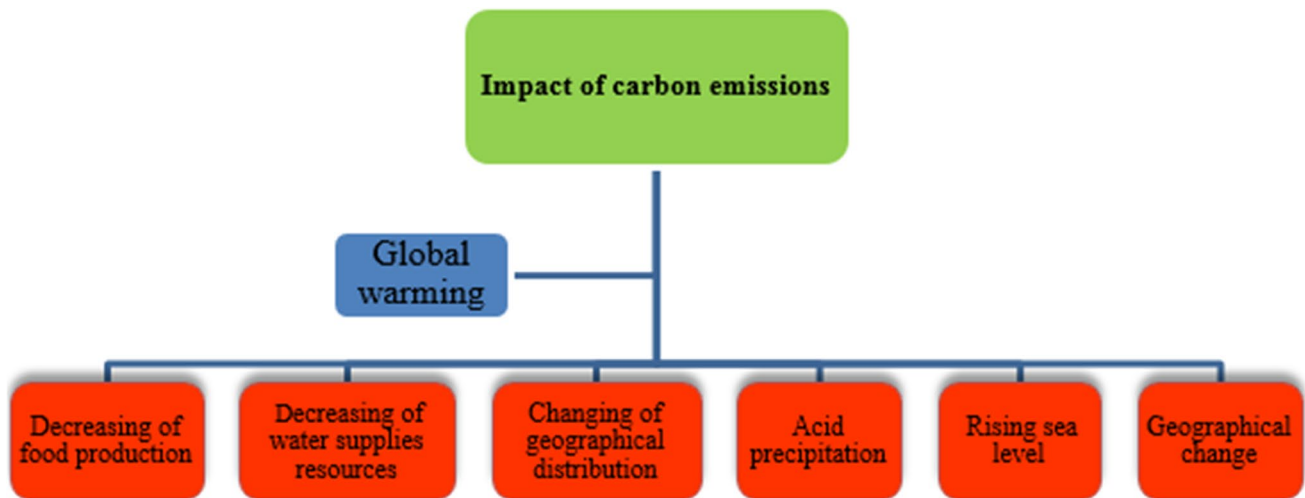 Impact of carbon emissions
Global
warming
Decreasing of
food production
Decreasing of
water supplies
resources
Changing of
geographical
distribution
Acid
precipitation
Rising sea
level
Geographical
change